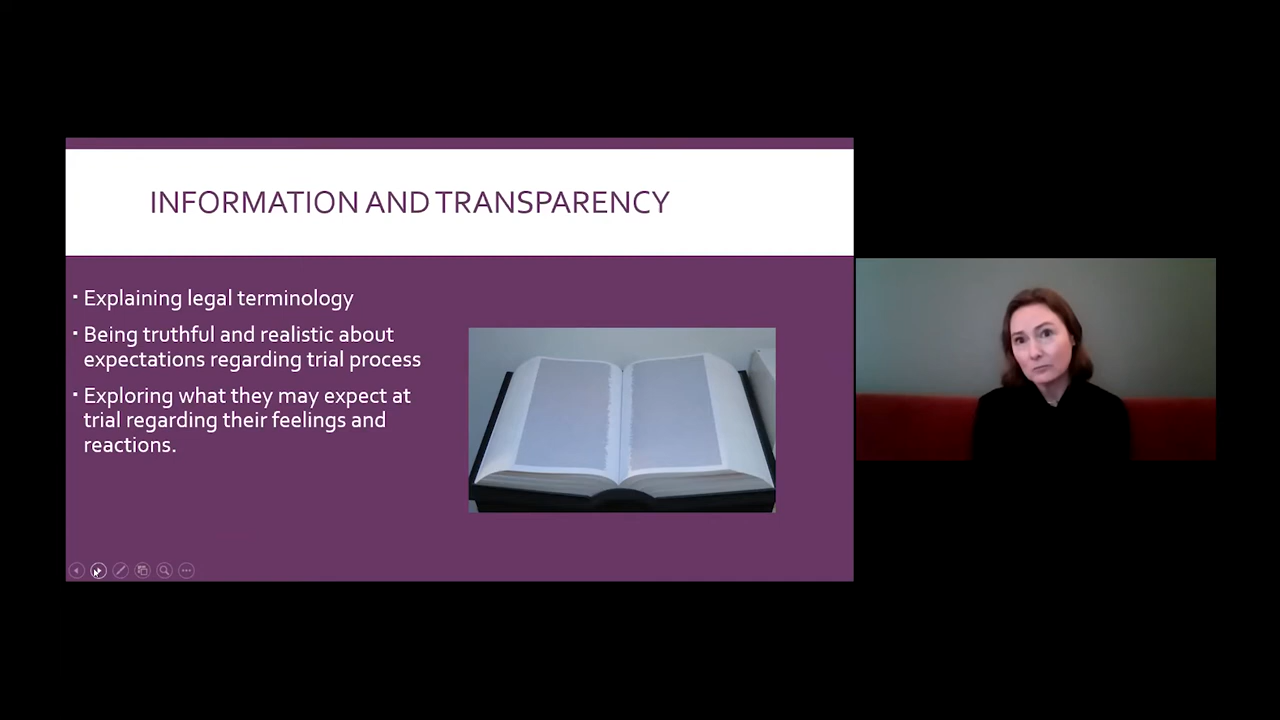 INFORMATION AND TRANSPARENCY
▪ Explaining legal terminology
▪ Being truthful and realistic about
expectations regarding trial process
▪ Exploring what they may expect at
trial regarding their feelings and
reactions.